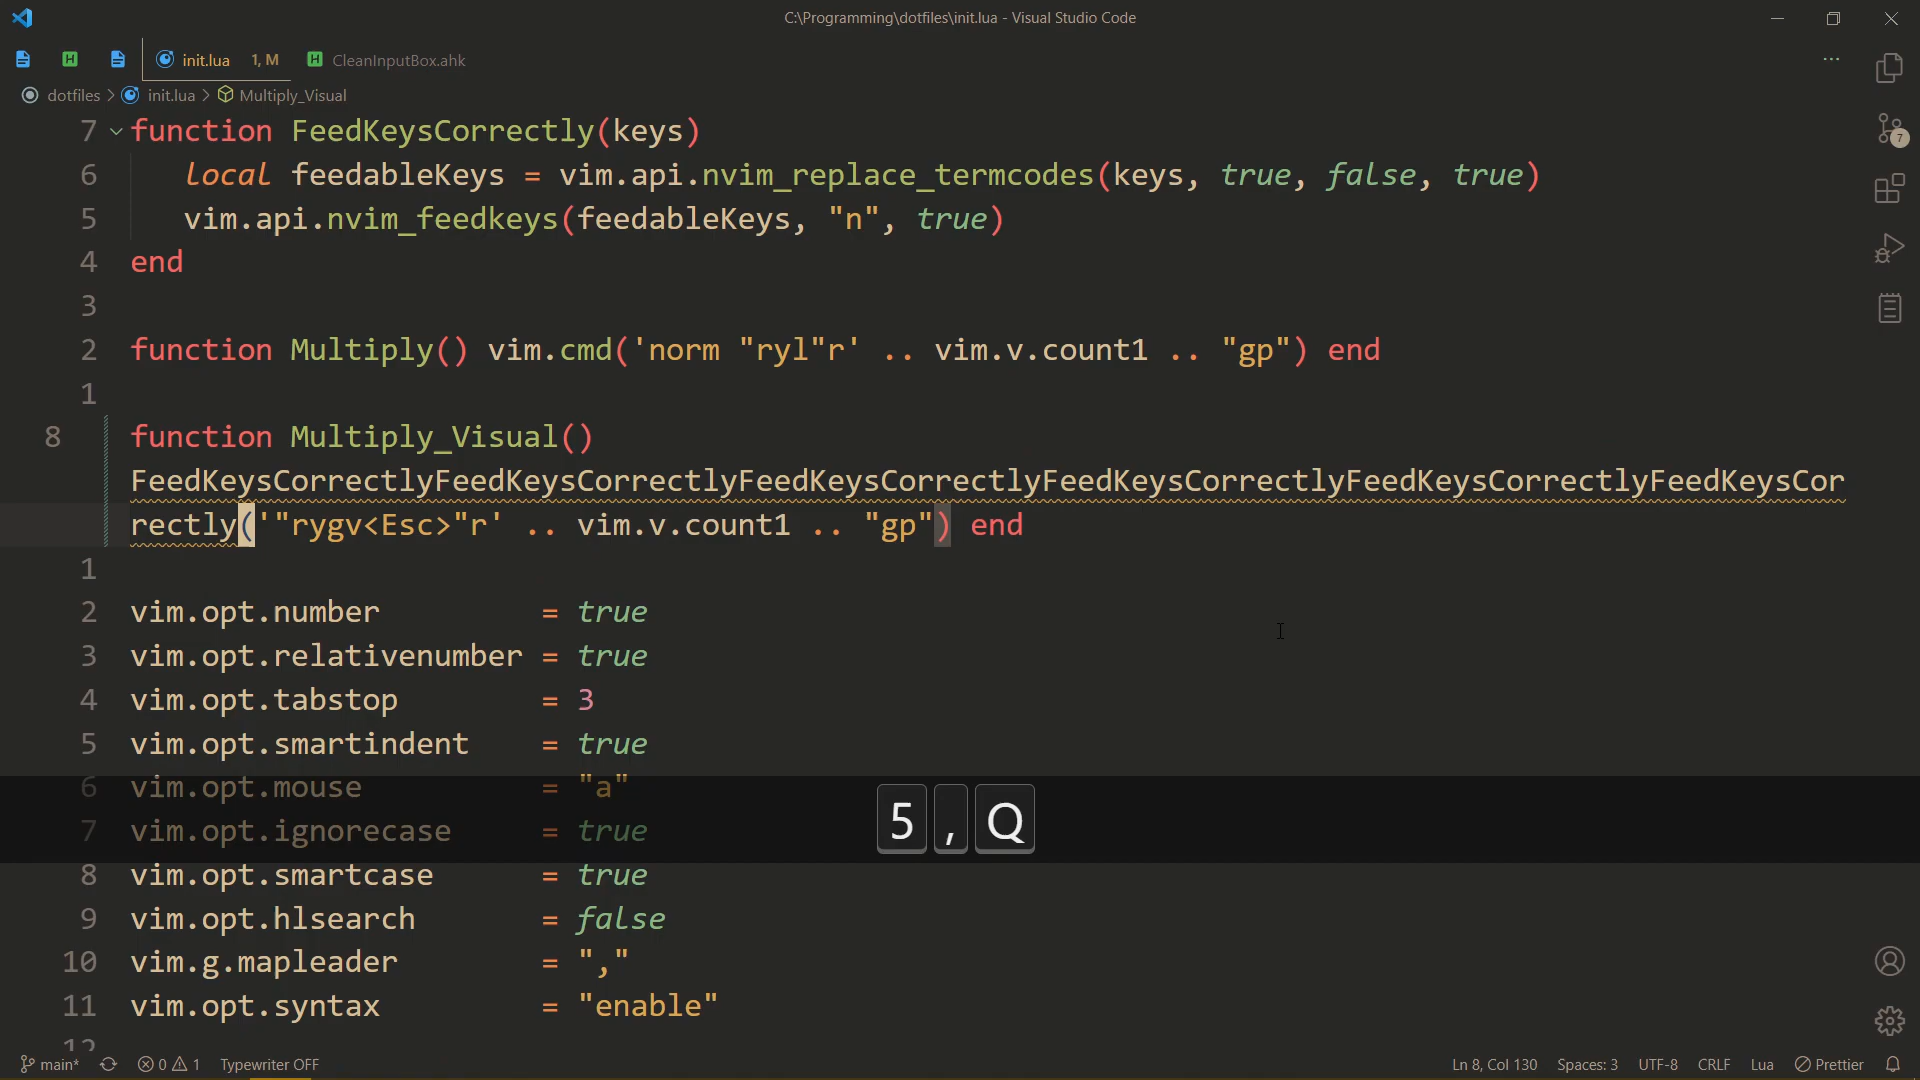 C:\Programming\dotfiles\init.lua - Visual Studio Code
init.lua 1, M CleanInputBox.ahk
dotfiles > init.lua > Multiply_Visual
7 function FeedKeysCorrectly(keys)
6 local feedableKeys = vim.api.nvim_replace_termcodes(keys, true, false, true)
5 vim.api.nvim_feedkeys(feedableKeys, "n", true)
4 end
3
2 function Multiply() vim.cmd('norm "ryl"r' .. vim.v.count1 .. "gp") end
1
8 function Multiply_Visual()
FeedKeysCorrectlyFeedKeysCorrectlyFeedKeysCorrectlyFeedKeysCorrectlyFeedKeysCorrectlyFeedKeysCor
rectly('"rygv<Esc>"r' .. vim.v.count1 .. "gp") end
1
2 vim.opt.number = true
3 vim.opt.relativenumber = true
4 vim.opt.tabstop = 3
5 vim.opt.smartindent = true
6 vim.opt.mouse = "a"
7 vim.opt.ignorecase = true
5 , Q
8 vim.opt.smartcase = true
9 vim.opt.hlsearch = false
10 vim.g.mapleader = ","
11 vim.opt.syntax = "enable"
12
7
main* 0 1 Typewriter OFF Ln 8, Col 130 Spaces: 3 UTF-8 CRLF Lua Prettier